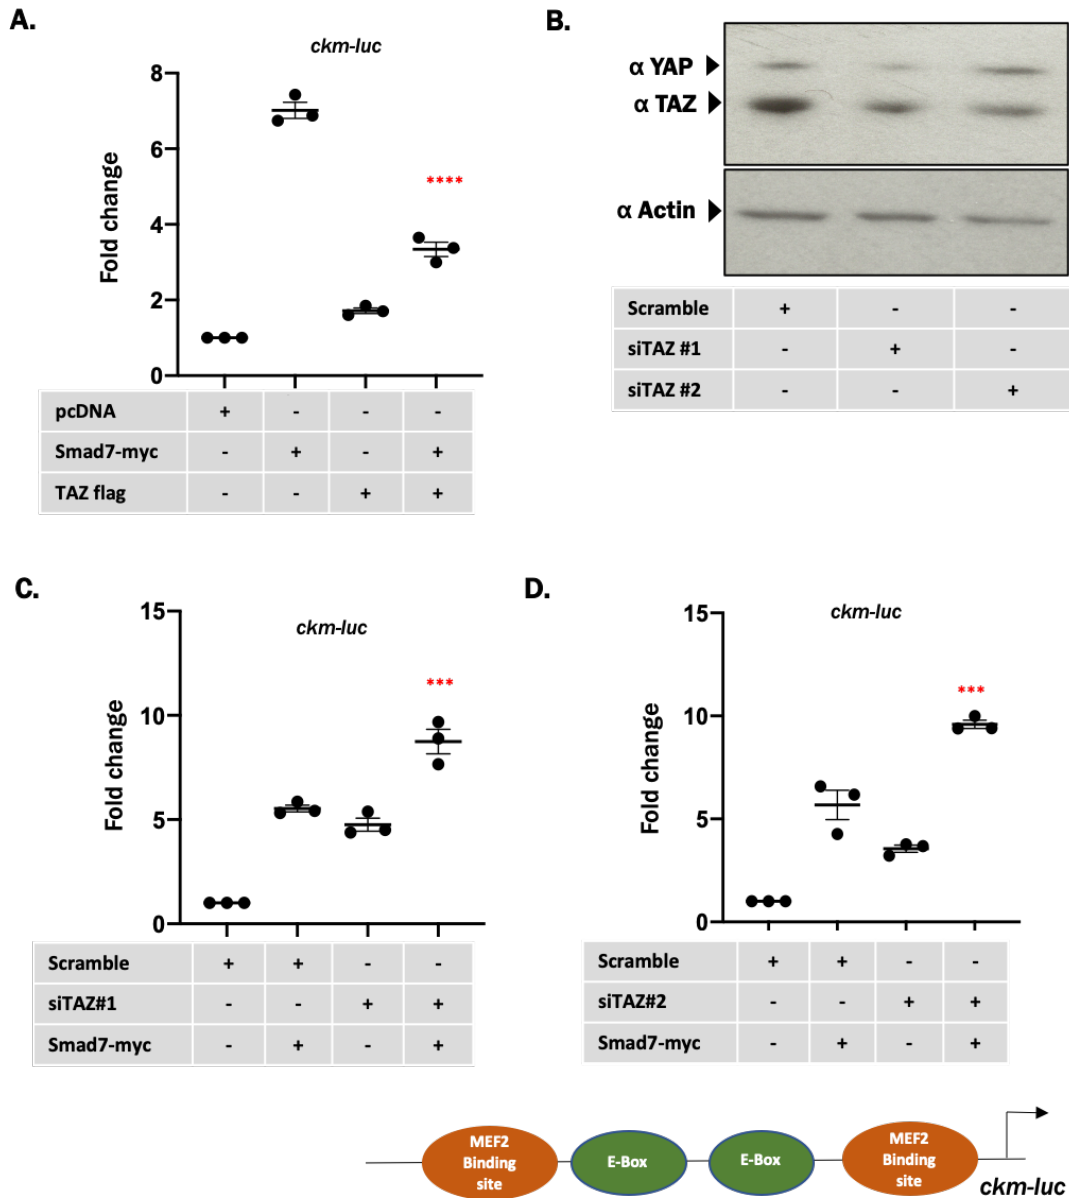 A.
ckm-luc
Fold change
8
6
4
2
0
****
pcDNA + - - -
Smad7-myc - + - +
TAZ flag - - + +
B.
α YAP
α TAZ
α Actin
Scramble + - -
siTAZ #1 - + -
siTAZ #2 - - +
C.
ckm-luc
Fold change
15
10
5
0
***
Scramble + + - -
siTAZ#1 - - + +
Smad7-myc - + - +
D.
ckm-luc
Fold change
15
10
5
0
***
Scramble + + - -
siTAZ#2 - - + +
Smad7-myc - + - +
MEF2
Binding
site
E-Box
E-Box
MEF2
Binding
site
ckm-luc